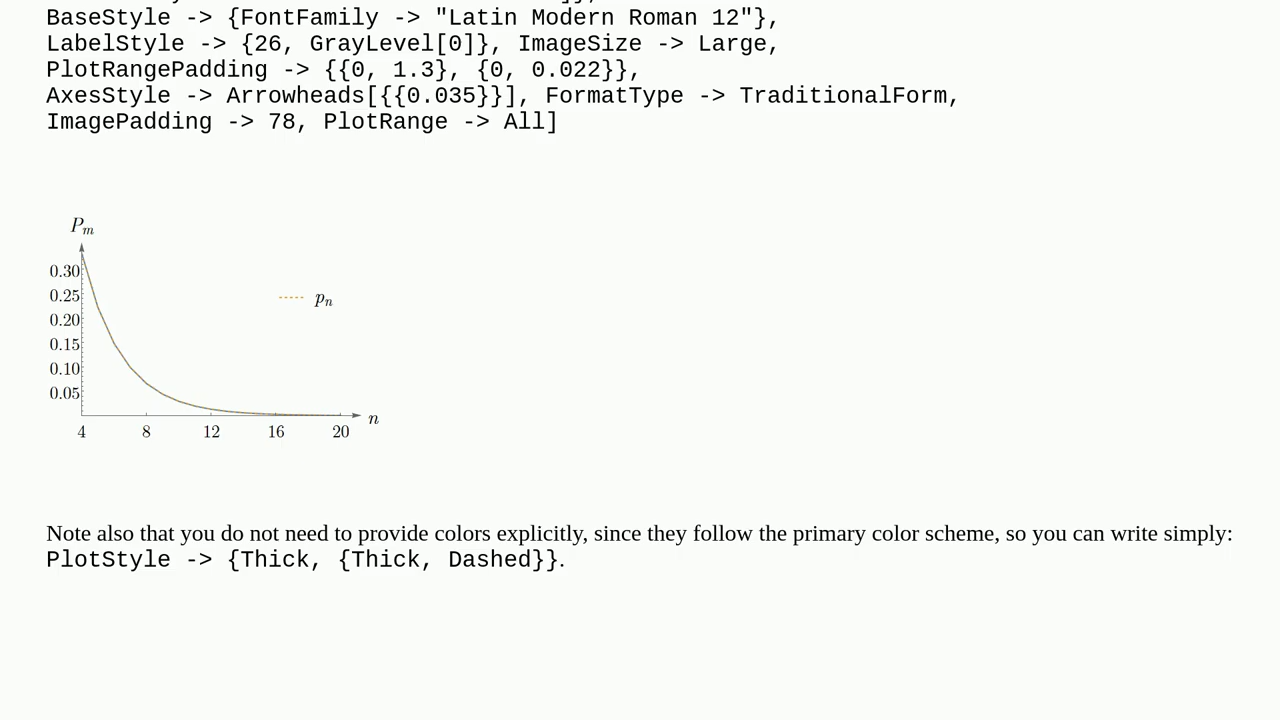 BaseStyle -> {FontFamily -> "Latin Modern Roman 12"},
LabelStyle -> {26, GrayLevel[0]}, ImageSize -> Large,
PlotRangePadding -> {{0, 1.3}, {0, 0.022}},
AxesStyle -> Arrowheads[{{0.035}}], FormatType -> TraditionalForm,
ImagePadding -> 78, PlotRange -> All]
Pm
0.30
0.25
pn
0.20
0.15
0.10
0.05
n
4 8 12 16 20
Note also that you do not need to provide colors explicitly, since they follow the primary color scheme, so you can write simply:
PlotStyle -> {Thick, {Thick, Dashed}}.